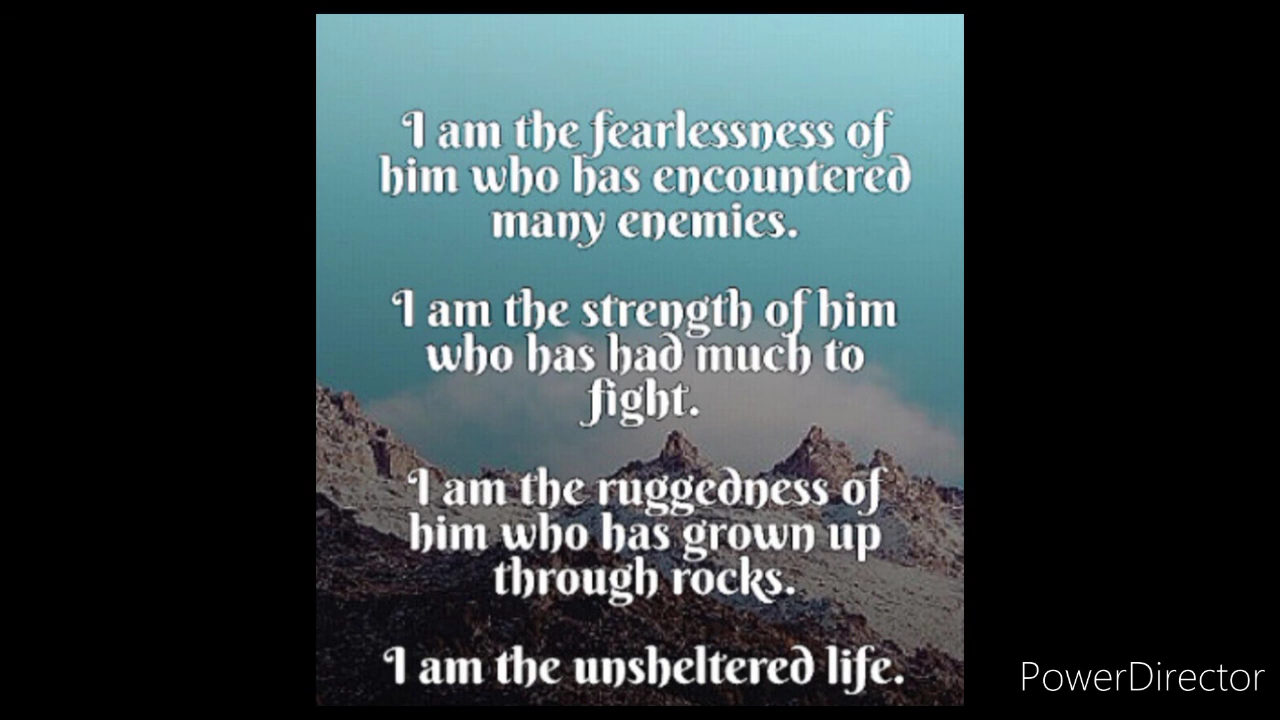 I am the fearlessness of
him who has encountered
many enemies.
I am the strength of him
who has had much to
fight.
I am the ruggedness of
him who has grown up
through rocks.
I am the unsheltered life.
PowerDirector